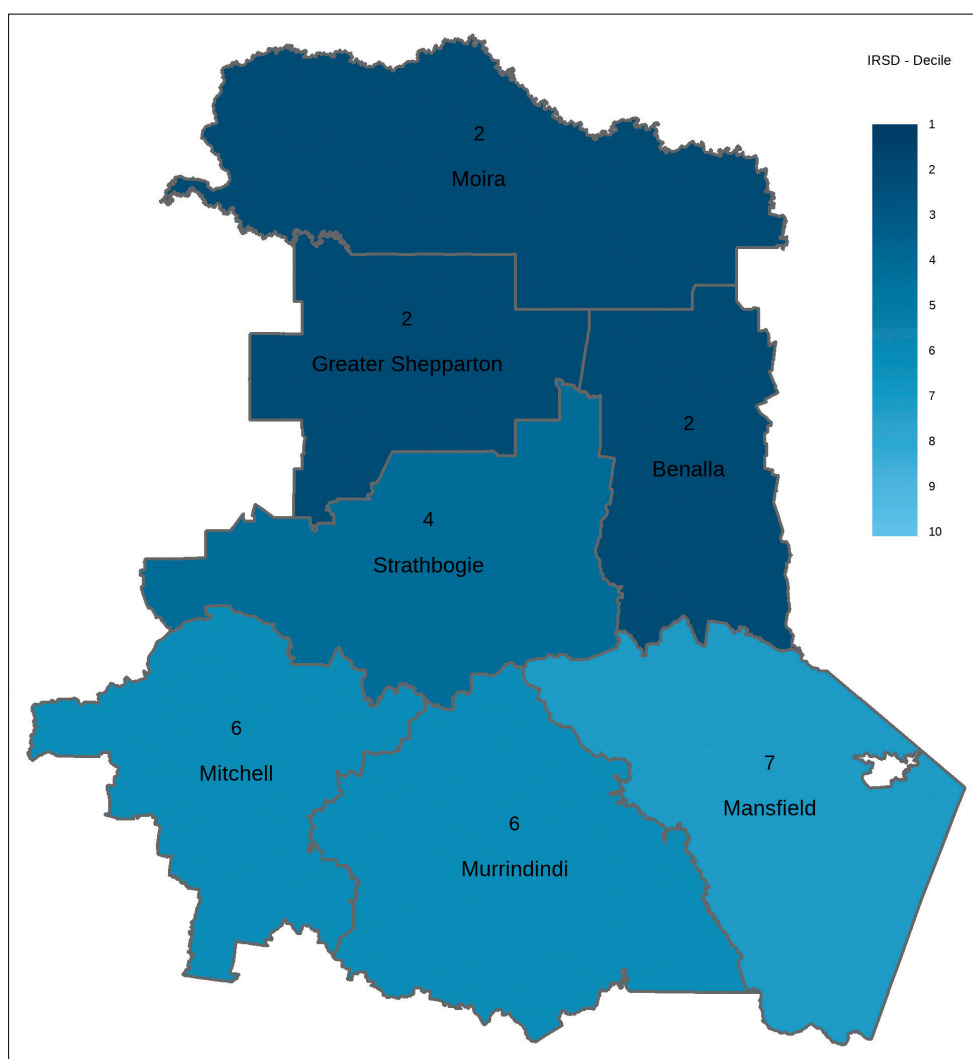 IRSD - Decile
1
2
3
4
5
6
7
8
9
10
2
Moira
2
Greater Shepparton
2
Benalla
4
Strathbogie
6
Mitchell
7
Mansfield
6
Murrindindi